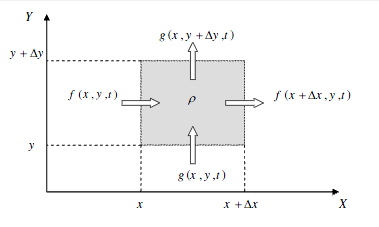 Y
g(x,y+Δy,t)
y+Δy
f(x,y,t)
ρ
f(x+Δx,y,t)
y
g(x,y,t)
x
x+Δx
X